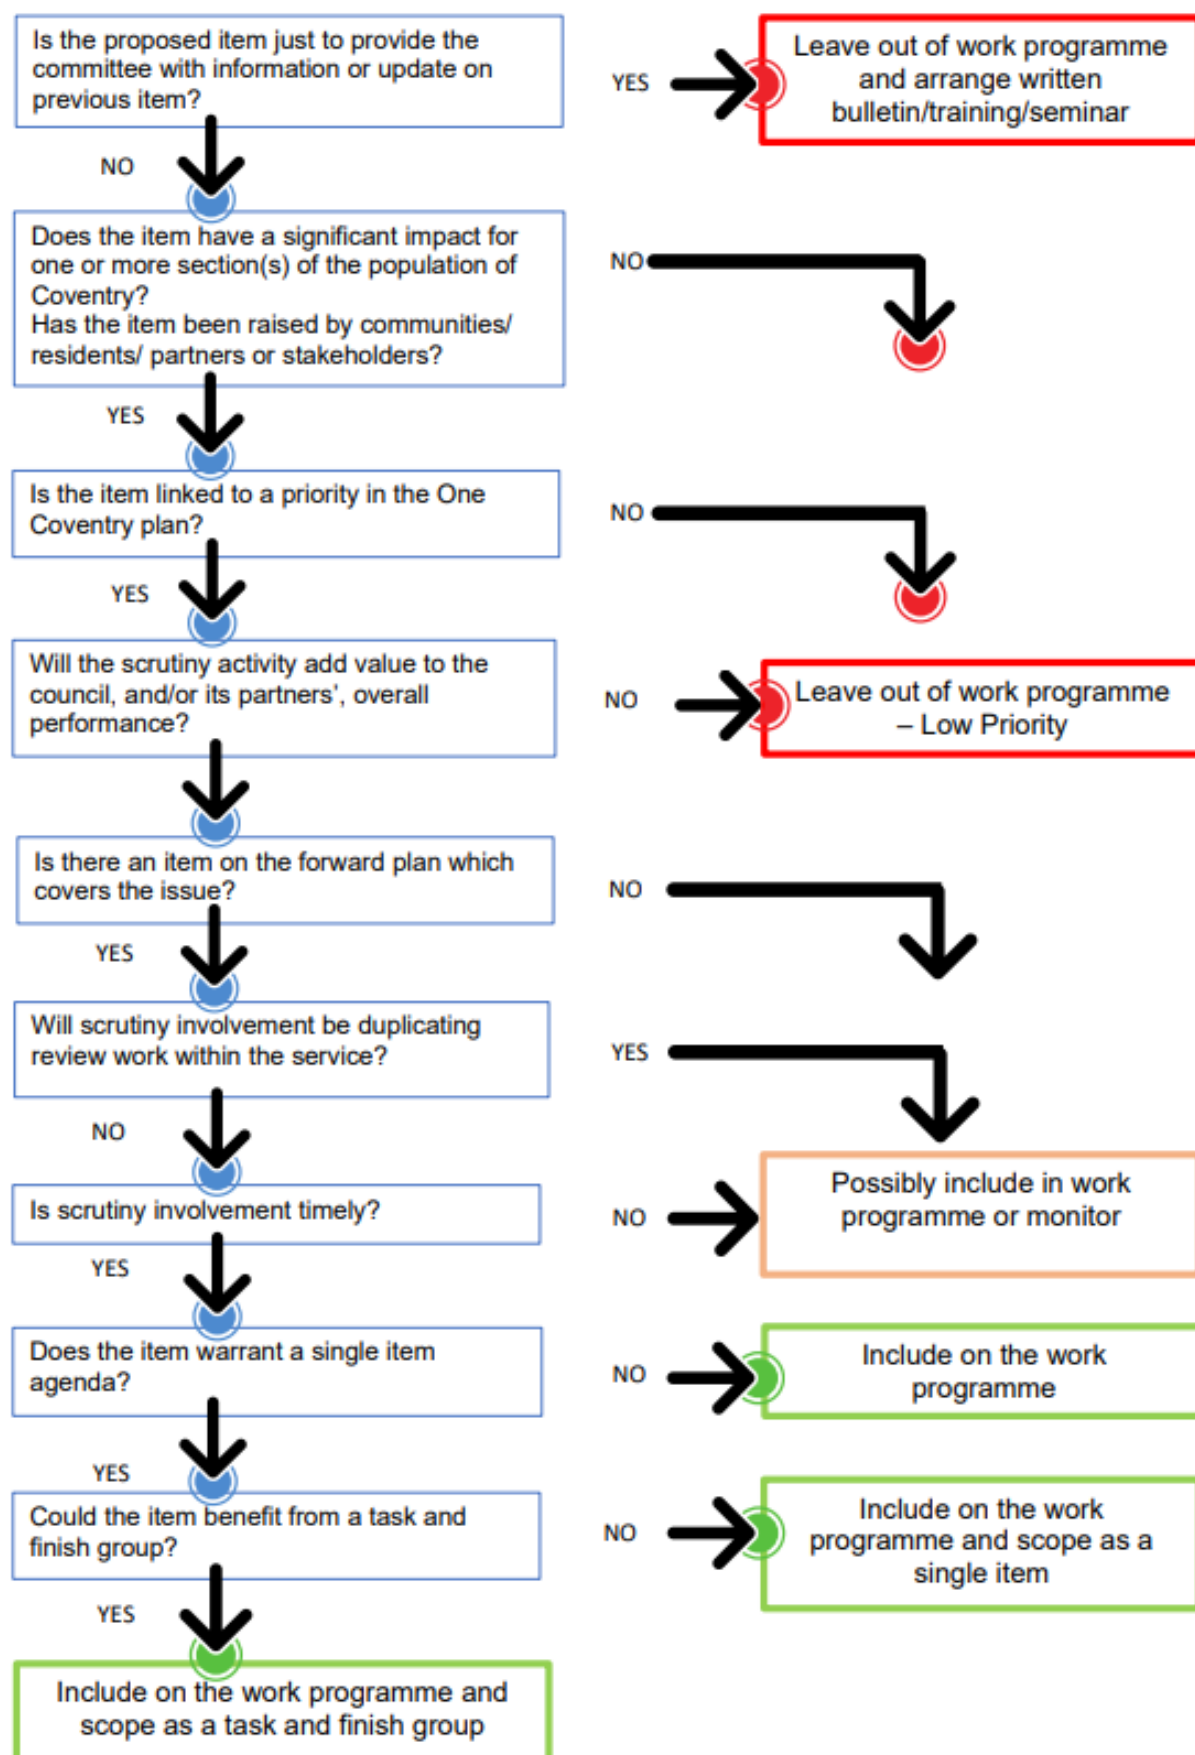 Is the proposed item just to provide the
committee with information or update on
previous item?
YES
Leave out of work programme
and arrange written
bulletin/training/seminar
NO
Does the item have a significant impact for
one or more section(s) of the population of
Coventry?
Has the item been raised by communities/
residents/ partners or stakeholders?
NO
YES
Is the item linked to a priority in the One
Coventry plan?
NO
YES
Will the scrutiny activity add value to the
council, and/or its partners', overall
performance?
NO
Leave out of work programme
– Low Priority
Is there an item on the forward plan which
covers the issue?
NO
YES
Will scrutiny involvement be duplicating
review work within the service?
YES
NO
Is scrutiny involvement timely?
NO
Possibly include in work
programme or monitor
YES
Does the item warrant a single item
agenda?
NO
Include on the work
programme
YES
Could the item benefit from a task and
finish group?
NO
Include on the work
programme and scope as a
single item
YES
Include on the work programme and
scope as a task and finish group